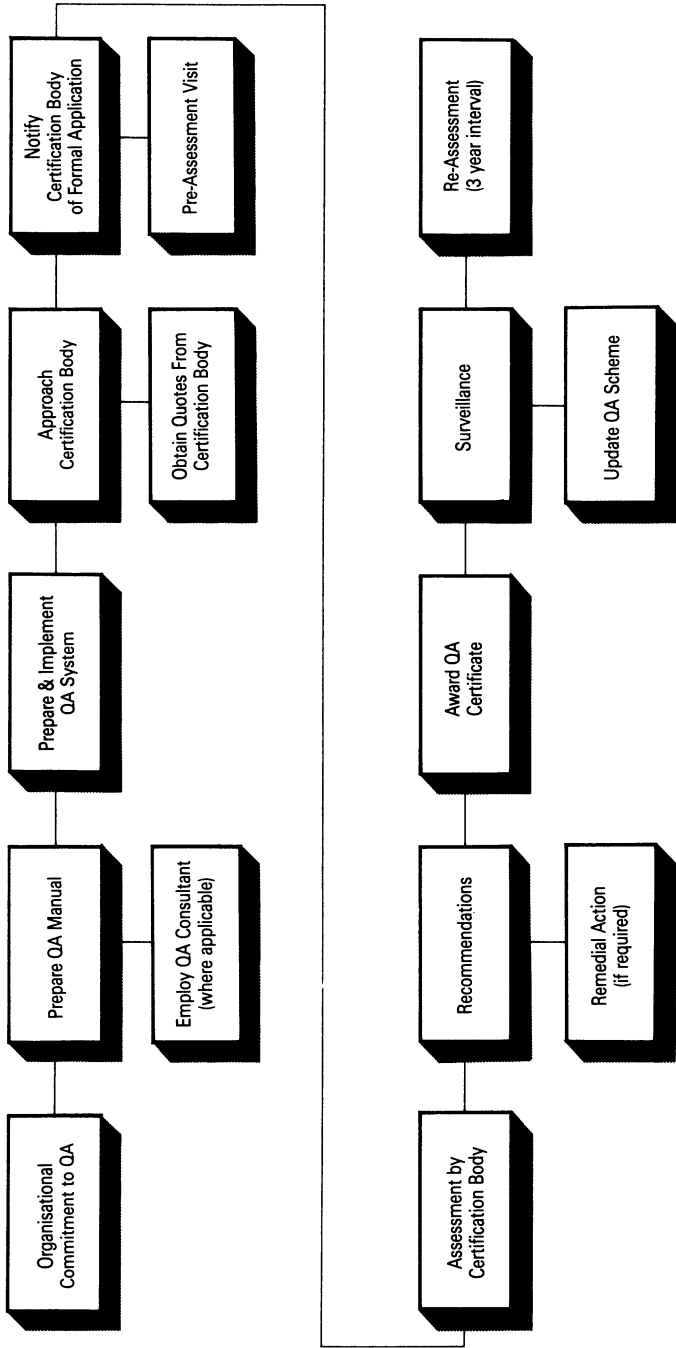 Organisational
Commitment to QA
Prepare QA Manual
Employ QA Consultant
(where applicable)
Prepare & Implement
QA System
Approach
Certification Body
Obtain Quotes From
Certification Body
Notify
Certification Body
of Formal Application
Pre-Assessment Visit
Assessment by
Certification Body
Recommendations
Remedial Action
(if required)
Award QA
Certificate
Surveillance
Update QA Scheme
Re-Assessment
(3 year interval)